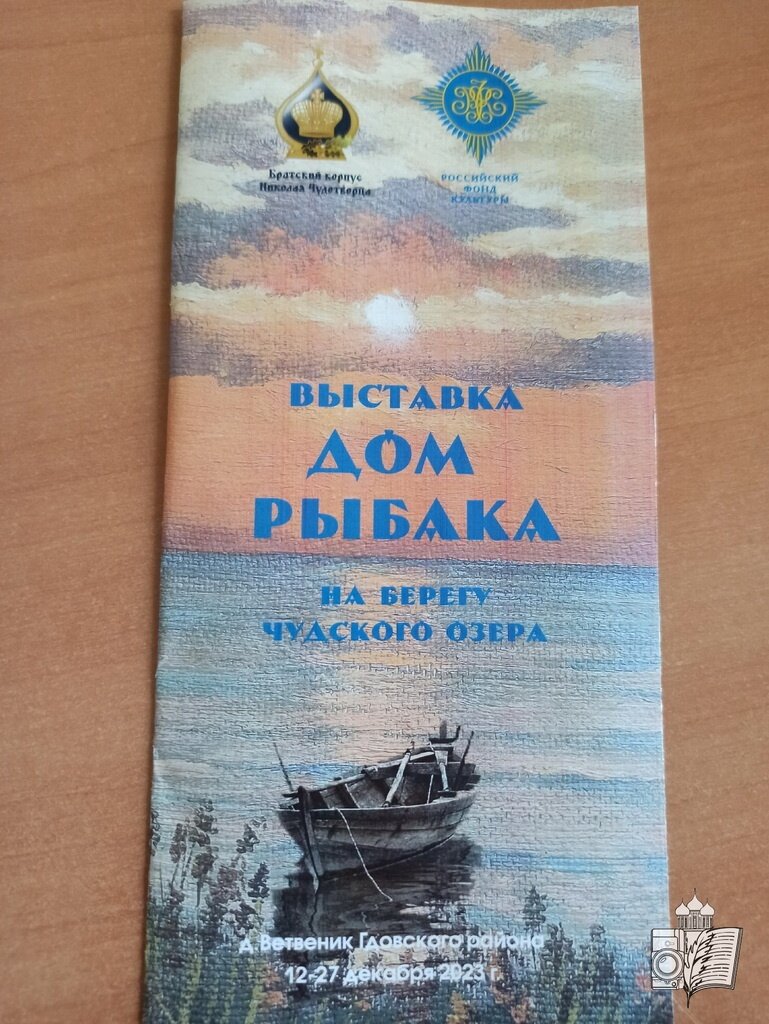 Братский корпус
Николая Чудотворца
РОССИЙСКИЙ
ФОНД
КУЛЬТУРЫ
ВЫСТАВКА
ДОМ
РЫБАКА
НА БЕРЕГУ
ЧУДСКОГО ОЗЕРА
д. Ветвеник Гдовского района
12-27 декабря 2023 г.